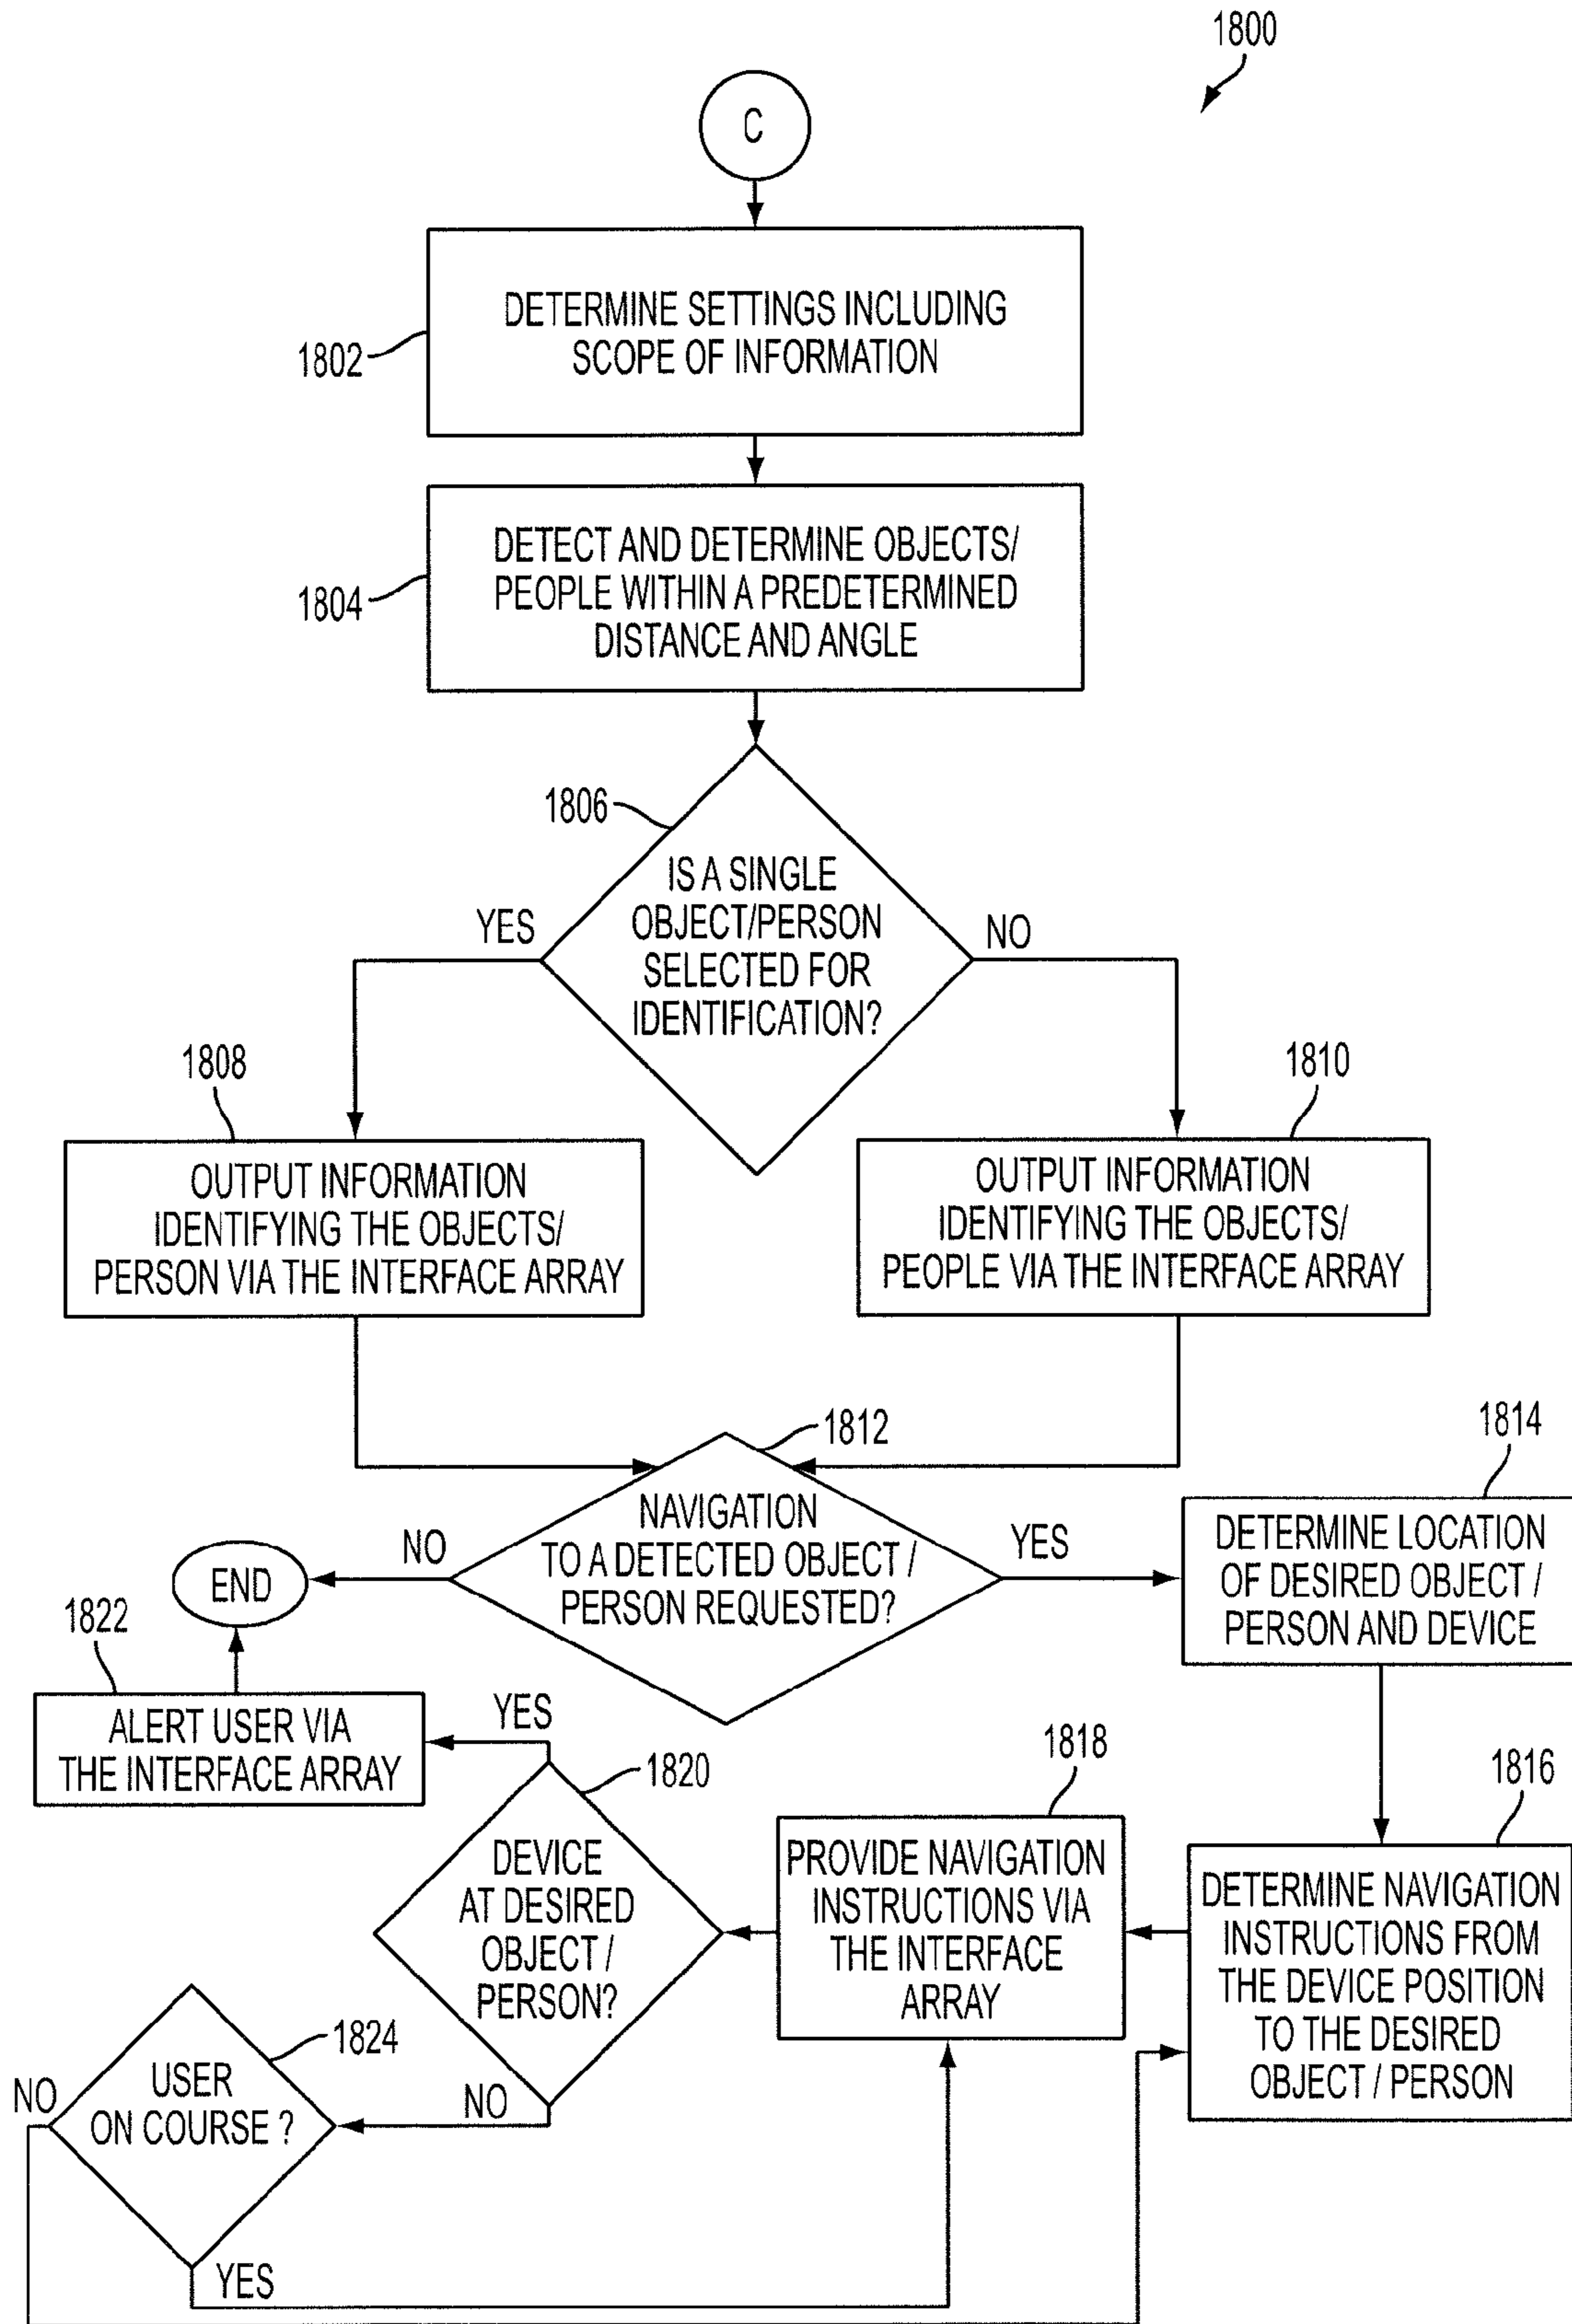 1800
C
1802
DETERMINE SETTINGS INCLUDING
SCOPE OF INFORMATION
1804
DETECT AND DETERMINE OBJECTS/
PEOPLE WITHIN A PREDETERMINED
DISTANCE AND ANGLE
1806
IS A SINGLE
OBJECT/PERSON
SELECTED FOR
IDENTIFICATION?
YES
NO
1808
OUTPUT INFORMATION
IDENTIFYING THE OBJECTS/
PERSON VIA THE INTERFACE ARRAY
1810
OUTPUT INFORMATION
IDENTIFYING THE OBJECTS/
PEOPLE VIA THE INTERFACE ARRAY
1812
NAVIGATION
TO A DETECTED OBJECT /
PERSON REQUESTED?
NO
YES
END
1814
DETERMINE LOCATION
OF DESIRED OBJECT /
PERSON AND DEVICE
1816
DETERMINE NAVIGATION
INSTRUCTIONS FROM
THE DEVICE POSITION
TO THE DESIRED
OBJECT / PERSON
1818
PROVIDE NAVIGATION
INSTRUCTIONS VIA
THE INTERFACE
ARRAY
1820
DEVICE
AT DESIRED
OBJECT /
PERSON?
YES
NO
1822
ALERT USER VIA
THE INTERFACE ARRAY
1824
USER
ON COURSE ?
NO
YES